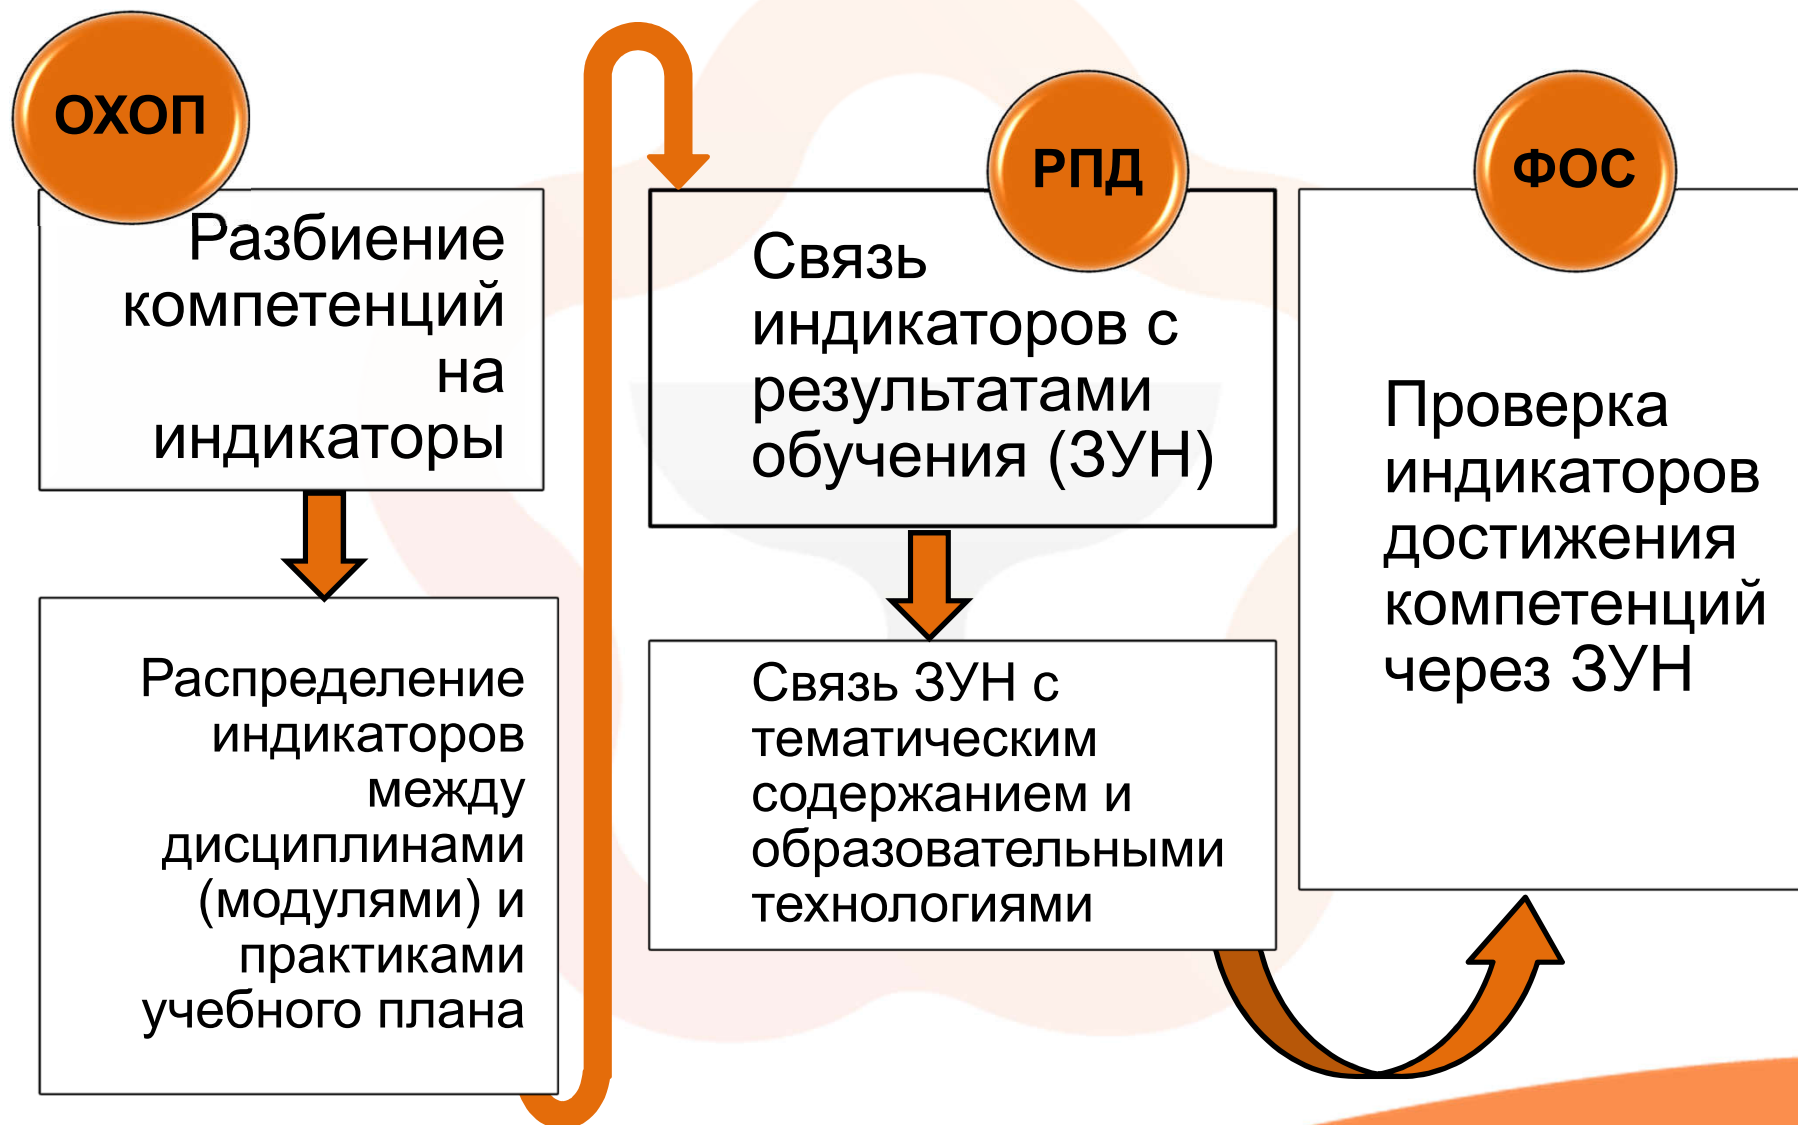 ОХОП
Разбиение
компетенций
на
индикаторы
Распределение
индикаторов
между
дисциплинами
(модулями) и
практиками
учебного плана
РПД
Связь
индикаторов с
результатами
обучения (ЗУН)
Связь ЗУН с
тематическим
содержанием и
образовательными
технологиями
ФОС
Проверка
индикаторов
достижения
компетенций
через ЗУН